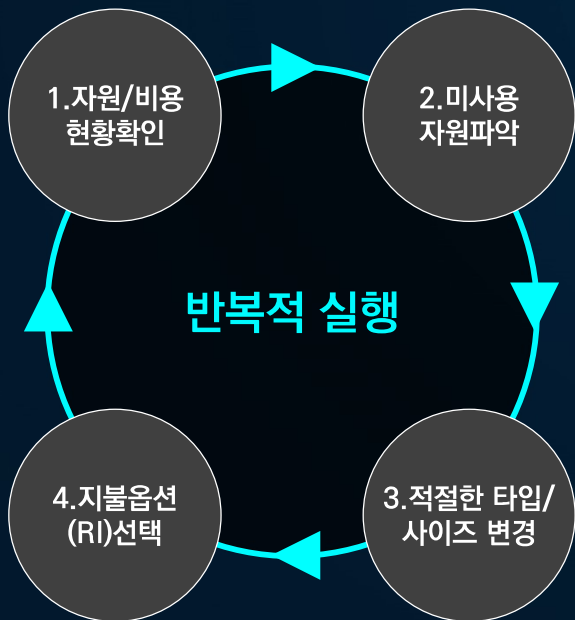 1.자원/비용
현황확인
2.미사용
자원파악
반복적 실행
4.지불옵션
(RI)선택
3.적절한 타입/
사이즈 변경